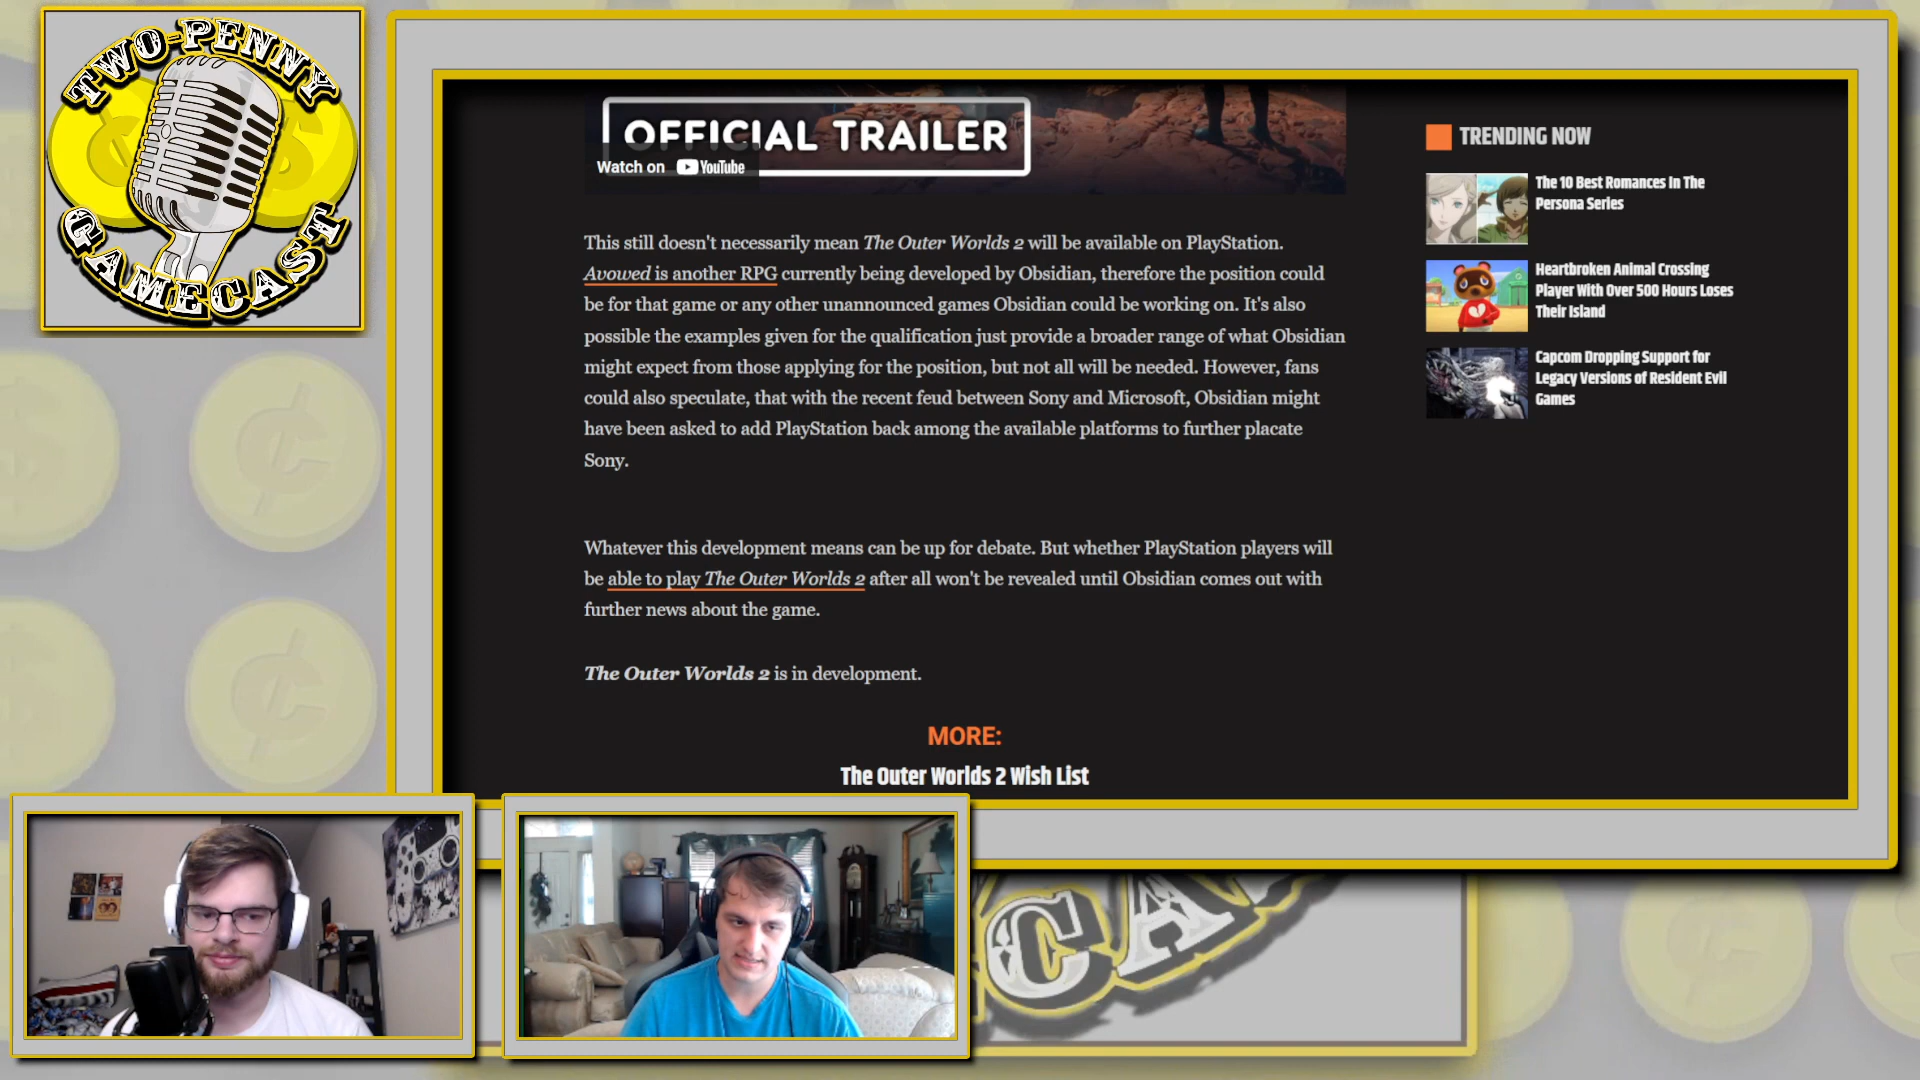 TWO-PENNY
GAMECAST
OFFICIAL TRAILER
Watch on YouTube
This still doesn't necessarily mean The Outer Worlds 2 will be available on PlayStation.
Avowed is another RPG currently being developed by Obsidian, therefore the position could
be for that game or any other unannounced games Obsidian could be working on. It's also
possible the examples given for the qualification just provide a broader range of what Obsidian
might expect from those applying for the position, but not all will be needed. However, fans
could also speculate, that with the recent feud between Sony and Microsoft, Obsidian might
have been asked to add PlayStation back among the available platforms to further placate
Sony.
Whatever this development means can be up for debate. But whether PlayStation players will
be able to play The Outer Worlds 2 after all won't be revealed until Obsidian comes out with
further news about the game.
The Outer Worlds 2 is in development.
MORE:
The Outer Worlds 2 Wish List
TRENDING NOW
The 10 Best Romances In The
Persona Series
Heartbroken Animal Crossing
Player With Over 500 Hours Loses
Their Island
Capcom Dropping Support for
Legacy Versions of Resident Evil
Games
CA